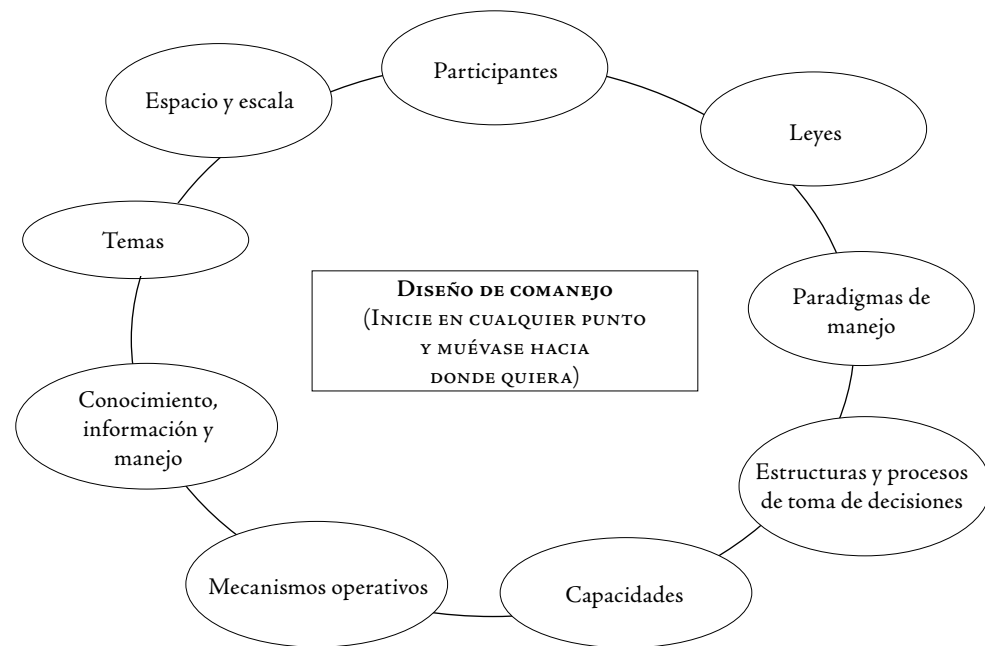 Participantes
Espacio y escala
Leyes
Temas
DISEÑO DE COMANEJO
(INICIE EN CUALQUIER PUNTO
Y MUÉVASE HACIA
DONDE QUIERA)
Paradigmas de
manejo
Conocimiento,
información y
manejo
Estructuras y procesos
de toma de decisiones
Mecanismos operativos
Capacidades